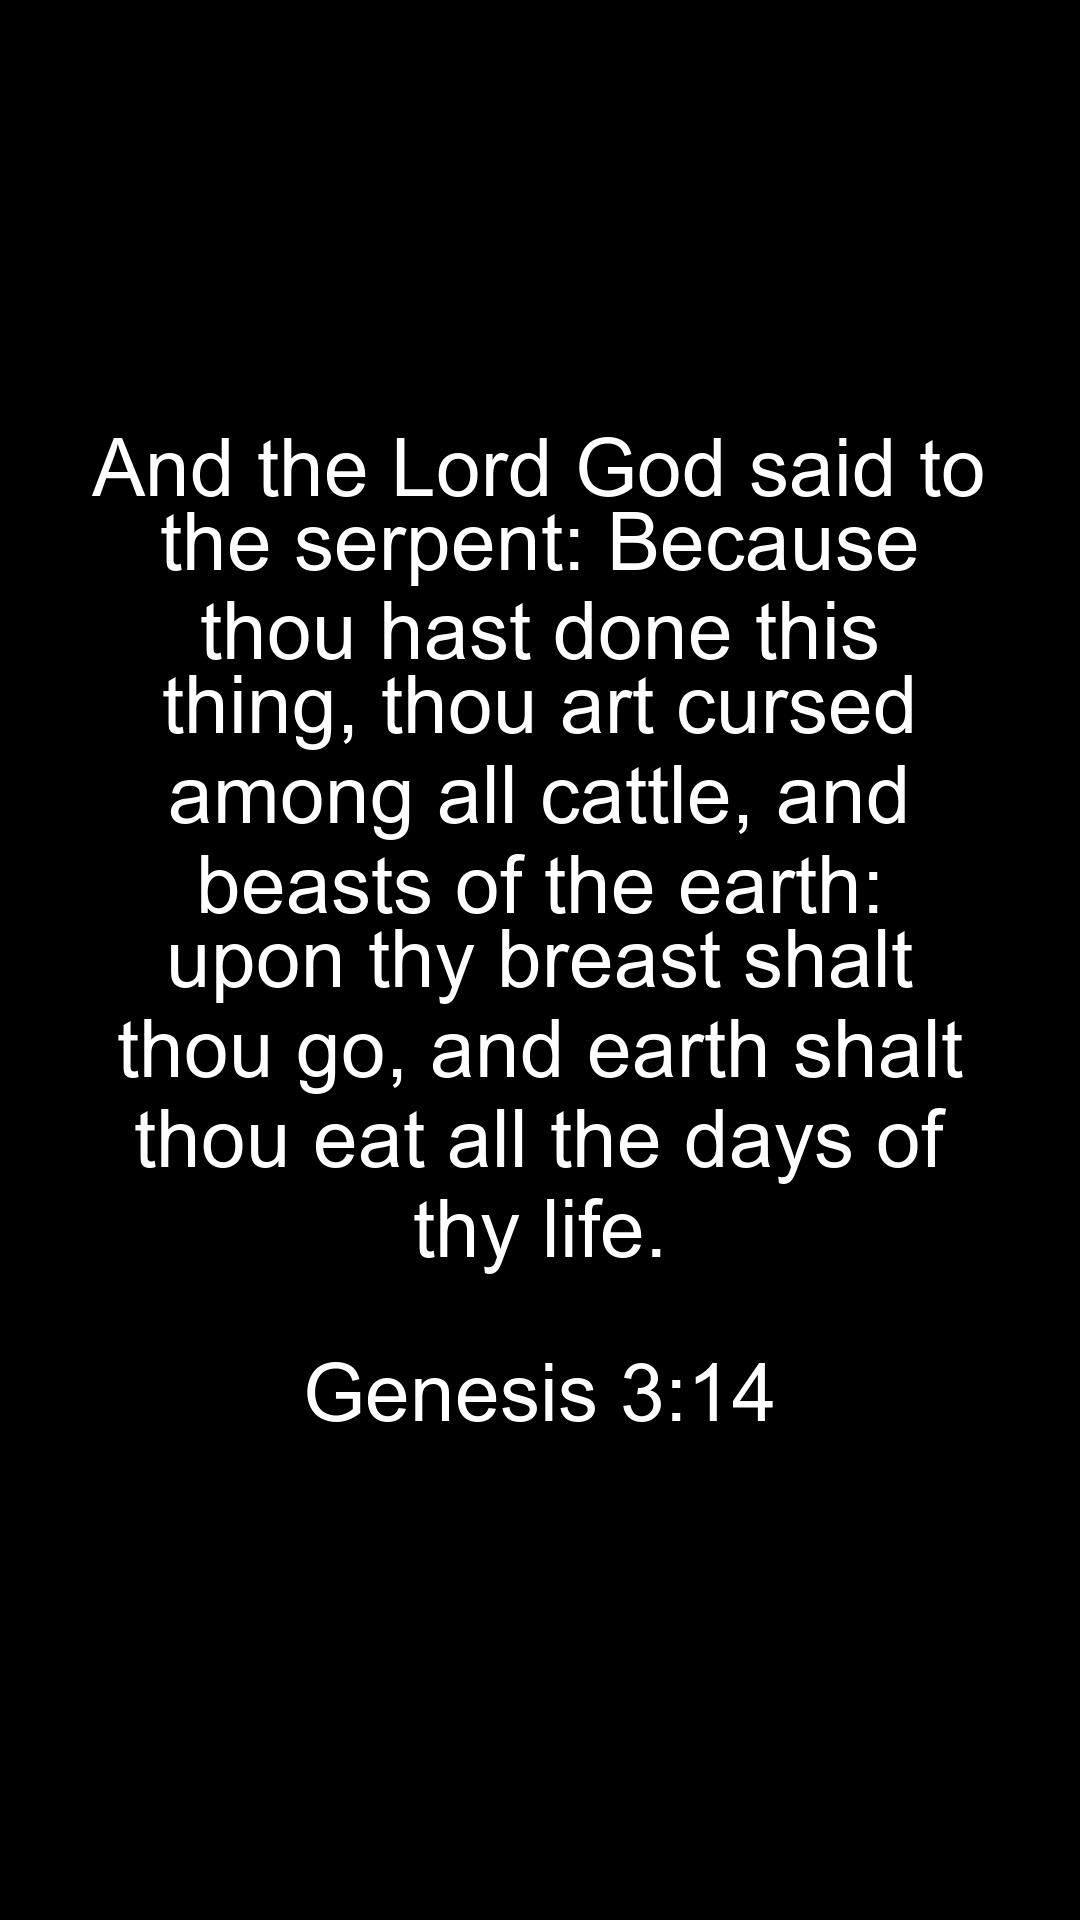 And the Lord God said to
the serpent: Because
thou hast done this
thing, thou art cursed
among all cattle, and
beasts of the earth:
upon thy breast shalt
thou go, and earth shalt
thou eat all the days of
thy life.
Genesis 3:14